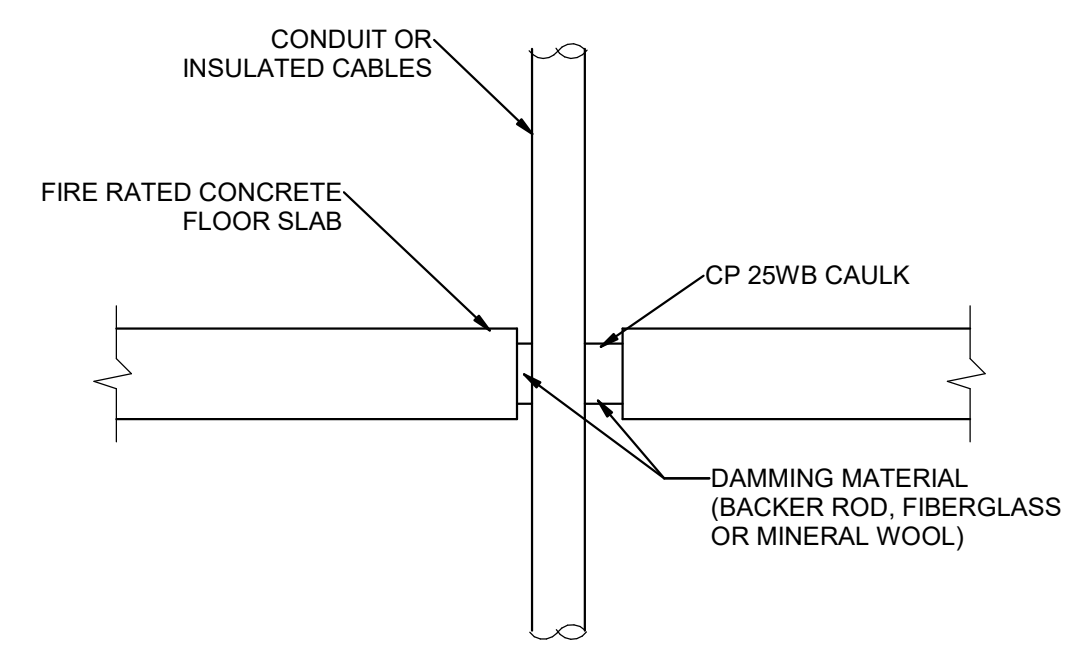 CONDUIT OR
INSULATED CABLES
FIRE RATED CONCRETE
FLOOR SLAB
CP 25WB CAULK
DAMMING MATERIAL
(BACKER ROD, FIBERGLASS
OR MINERAL WOOL)